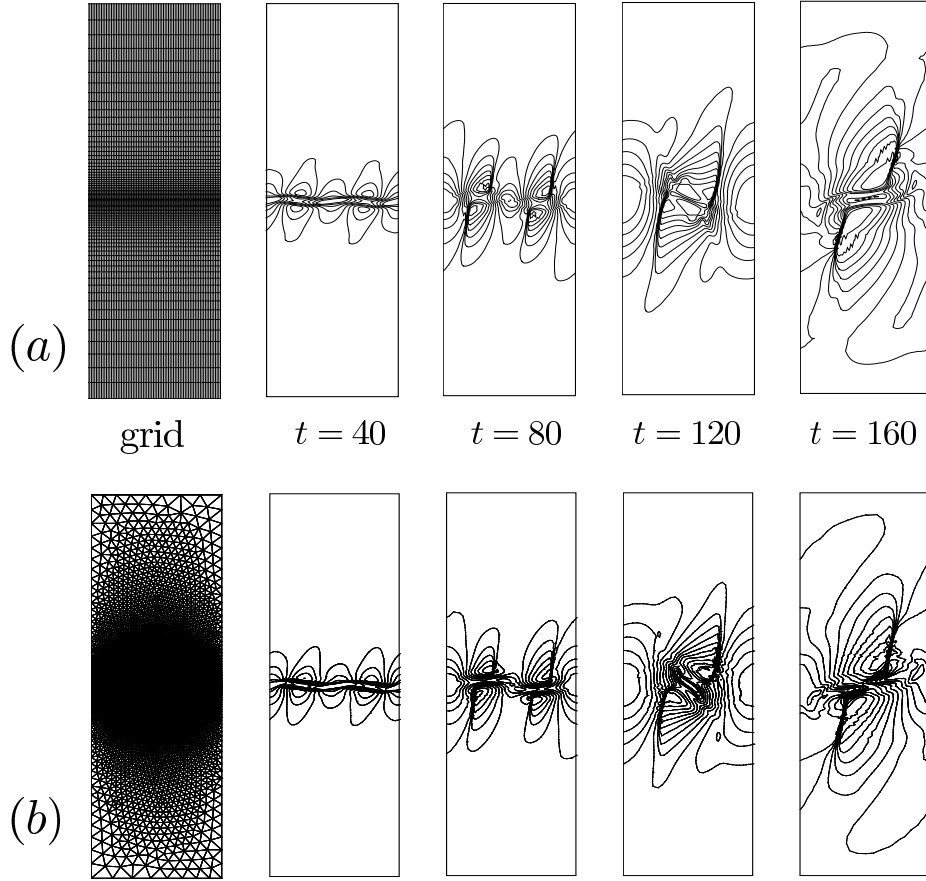 (a)
grid t = 40 t = 80 t = 120 t = 160
(b)